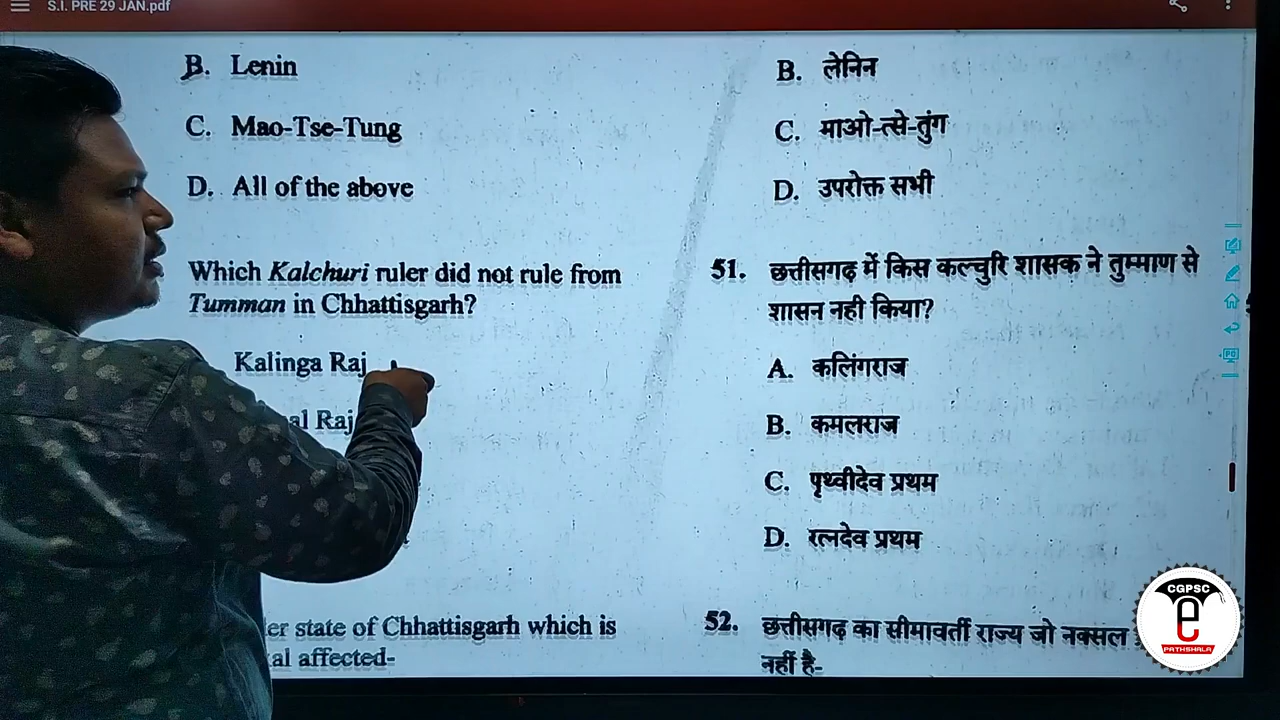 S.I. PRE 29 JAN.pdf
B. Lenin
C. Mao-Tse-Tung
D. All of the above
Which Kalchuri ruler did not rule from
Tumman in Chhattisgarh?
Kalinga Raj
al Raj
er state of Chhattisgarh which is
al affected-
B. लेनिन
C. माओ-त्से-तुंग
D. उपरोक्त सभी
51. छत्तीसगढ़ में किस कल्चुरि शासक ने तुम्माण से
शासन नही किया?
A. कलिंगराज
B. कमलराज
C. पृथ्वीदेव प्रथम
D. रत्नदेव प्रथम
52. छत्तीसगढ़ का सीमावर्ती राज्य जो नक्सल
नहीं है-
CGPSC
e
PATHSHALA